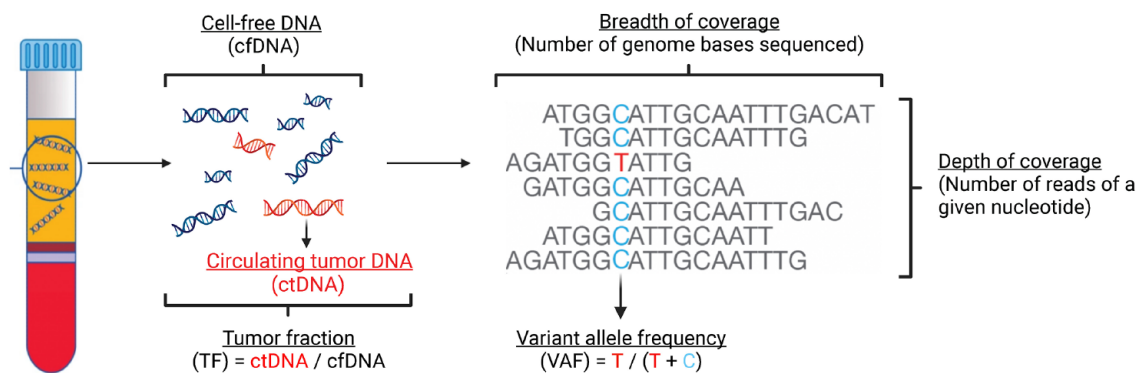 Cell-free DNA
(cfDNA)
Circulating tumor DNA
(ctDNA)
Tumor fraction
(TF) = ctDNA / cfDNA
Breadth of coverage
(Number of genome bases sequenced)
ATGGCATTGCAATTTGACAT
TGGCATTGCAATTTG
AGATGGTATTG
GATGGCATTGCAA
GCATTGCAATTTGAC
ATGGCATTGCAATT
AGATGGCATTGCAATTTG
Depth of coverage
(Number of reads of a
given nucleotide)
Variant allele frequency
(VAF) = T / (T + C)